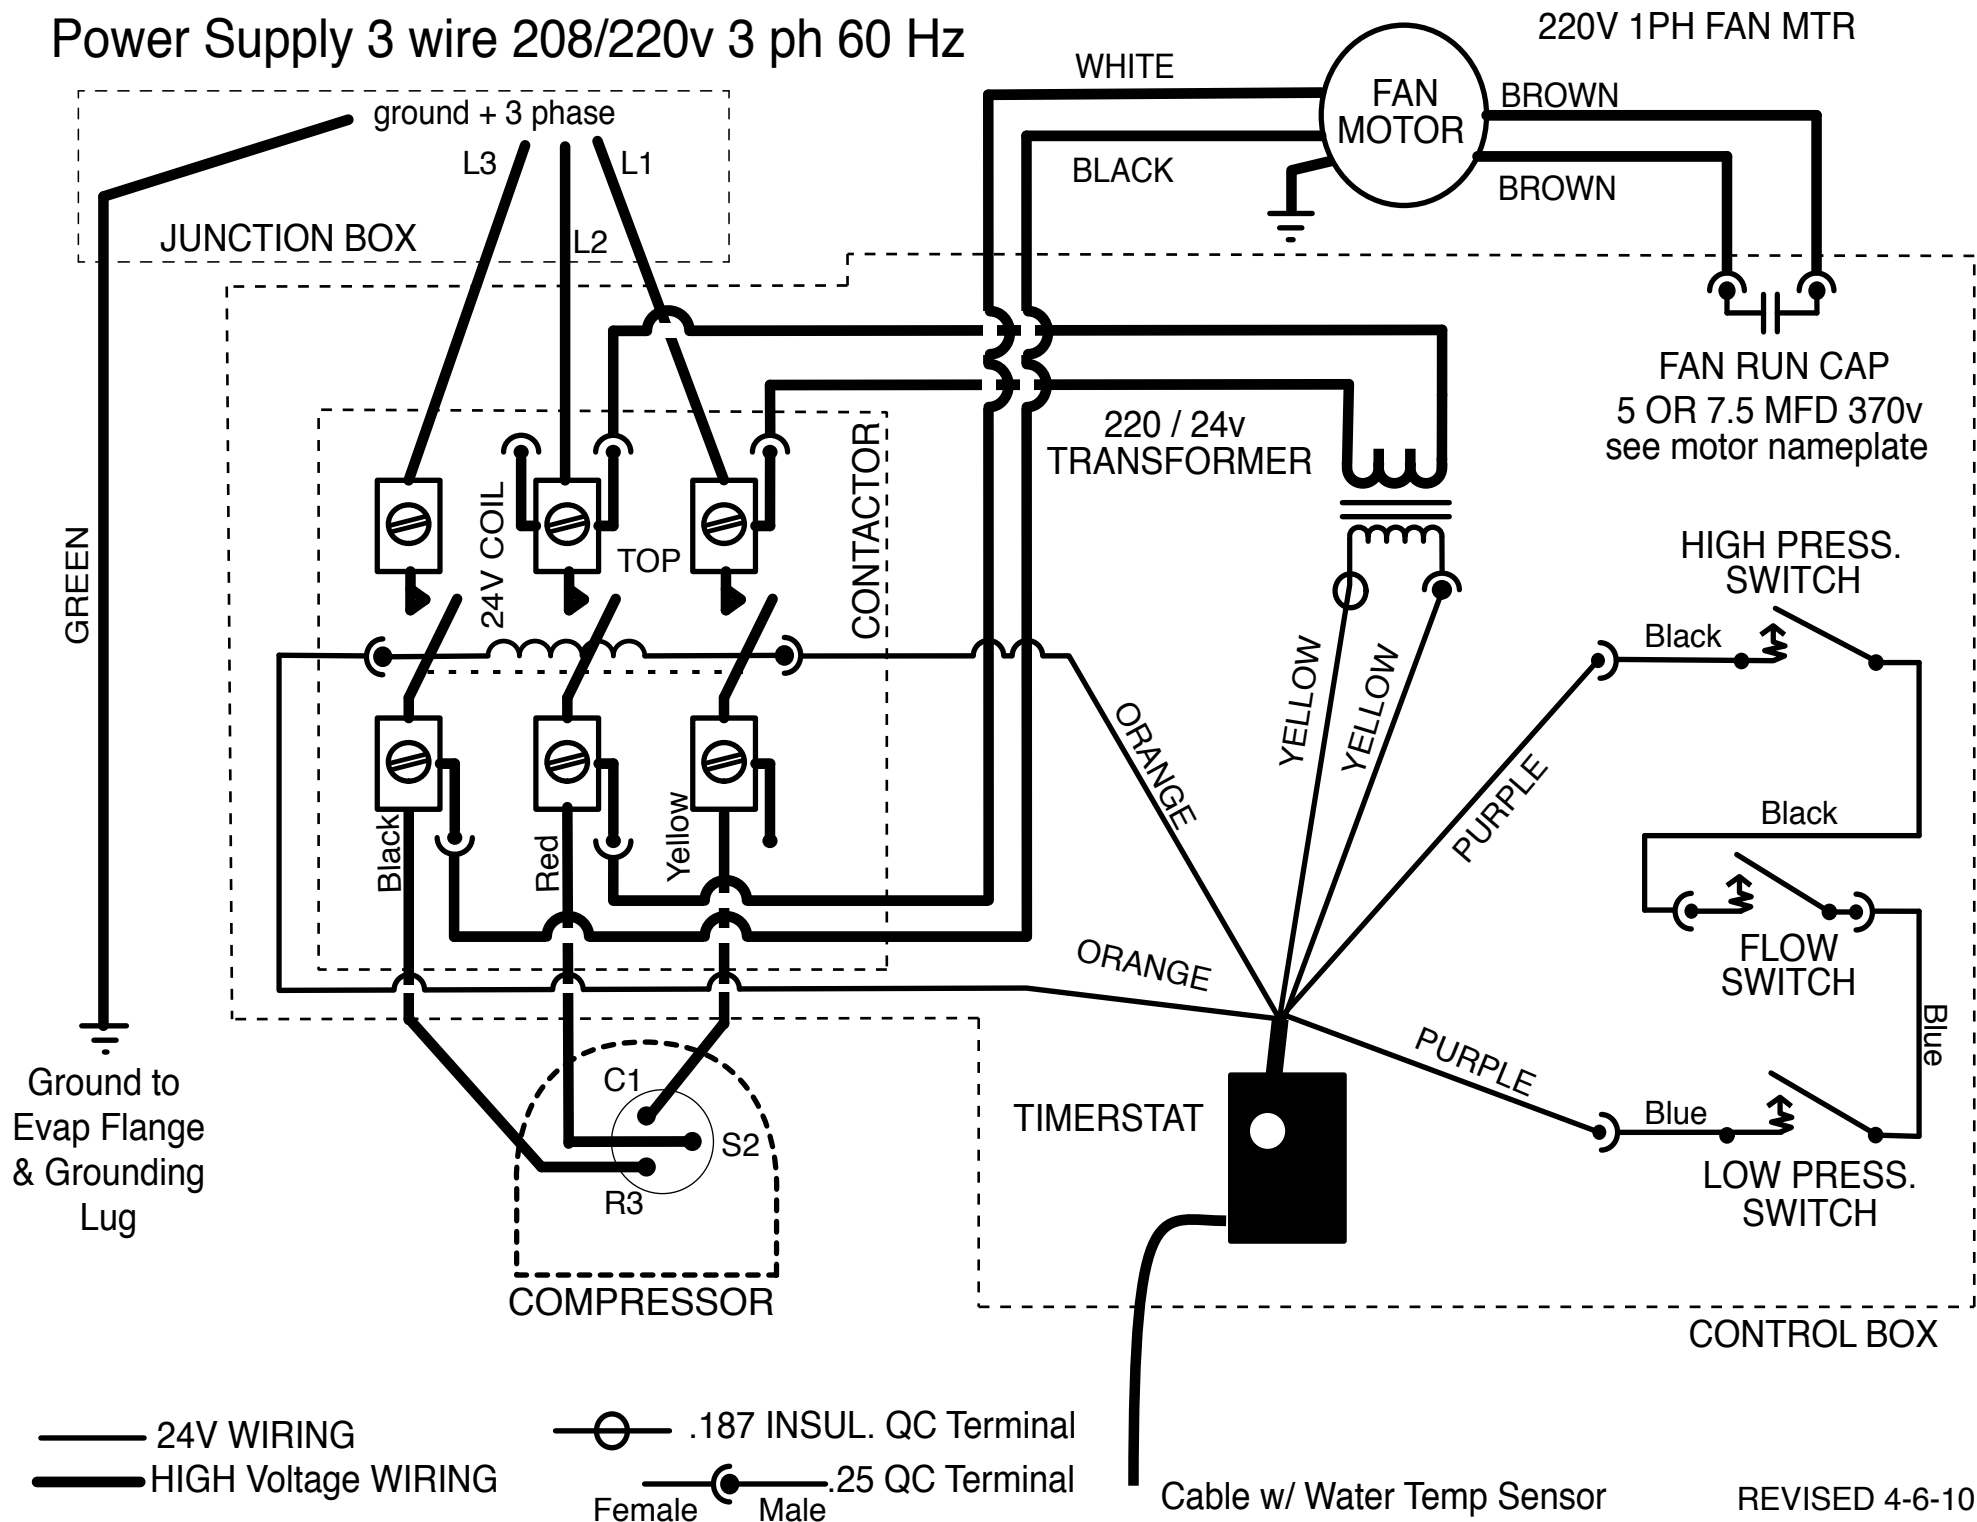 Power Supply 3 wire 208/220v 3 ph 60 Hz
220V 1PH FAN MTR
WHITE
FAN
MOTOR
BROWN
ground + 3 phase
L3
L1
BLACK
BROWN
JUNCTION BOX
L2
FAN RUN CAP
5 OR 7.5 MFD 370v
see motor nameplate
220 / 24v
TRANSFORMER
CONTACTOR
24V COIL
TOP
GREEN
HIGH PRESS.
SWITCH
Black
YELLOW
YELLOW
ORANGE
PURPLE
Black
Black
Red
Yellow
FLOW
SWITCH
ORANGE
Blue
PURPLE
Ground to
Evap Flange
& Grounding
Lug
C1
S2
R3
COMPRESSOR
TIMERSTAT
Blue
LOW PRESS.
SWITCH
CONTROL BOX
24V WIRING
HIGH Voltage WIRING
.187 INSUL. QC Terminal
.25 QC Terminal
Female
Male
Cable w/ Water Temp Sensor
REVISED 4-6-10